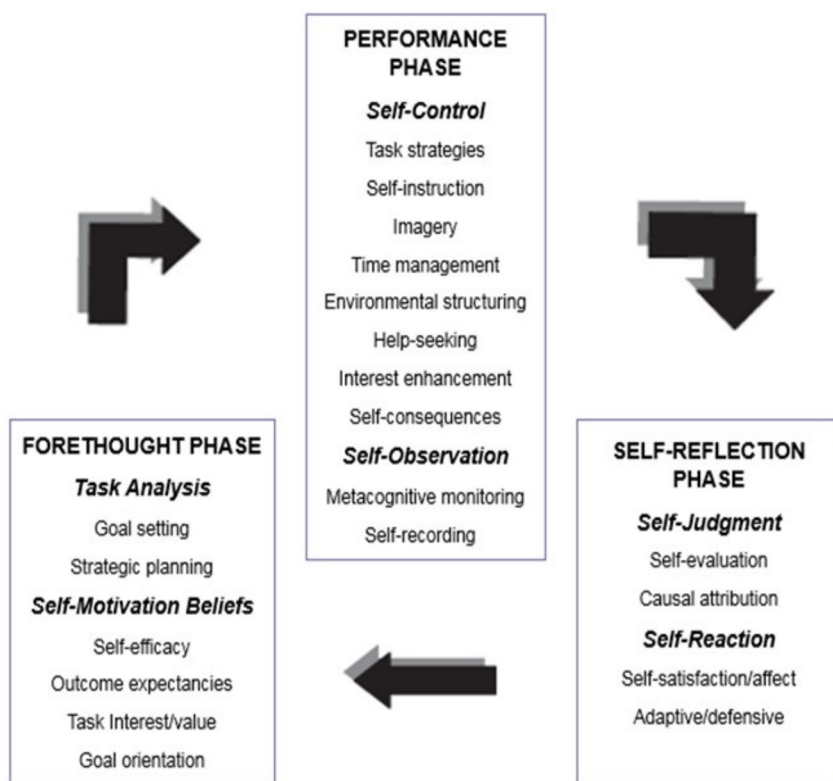 PERFORMANCE
PHASE
Self-Control
Task strategies
Self-instruction
Imagery
Time management
Environmental structuring
Help-seeking
Interest enhancement
Self-consequences
Self-Observation
Metacognitive monitoring
Self-recording
FORETHOUGHT PHASE
Task Analysis
Goal setting
Strategic planning
Self-Motivation Beliefs
Self-efficacy
Outcome expectancies
Task Interest/value
Goal orientation
SELF-REFLECTION
PHASE
Self-Judgment
Self-evaluation
Causal attribution
Self-Reaction
Self-satisfaction/affect
Adaptive/defensive